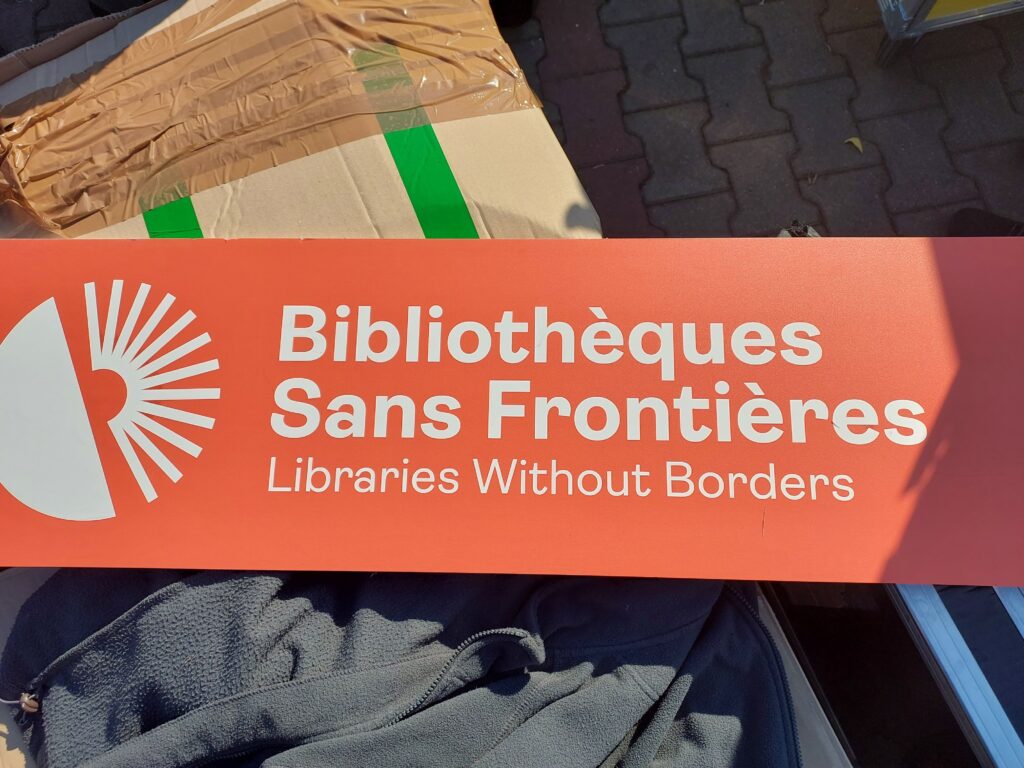 Bibliothèques
Sans Frontières
Libraries Without Borders